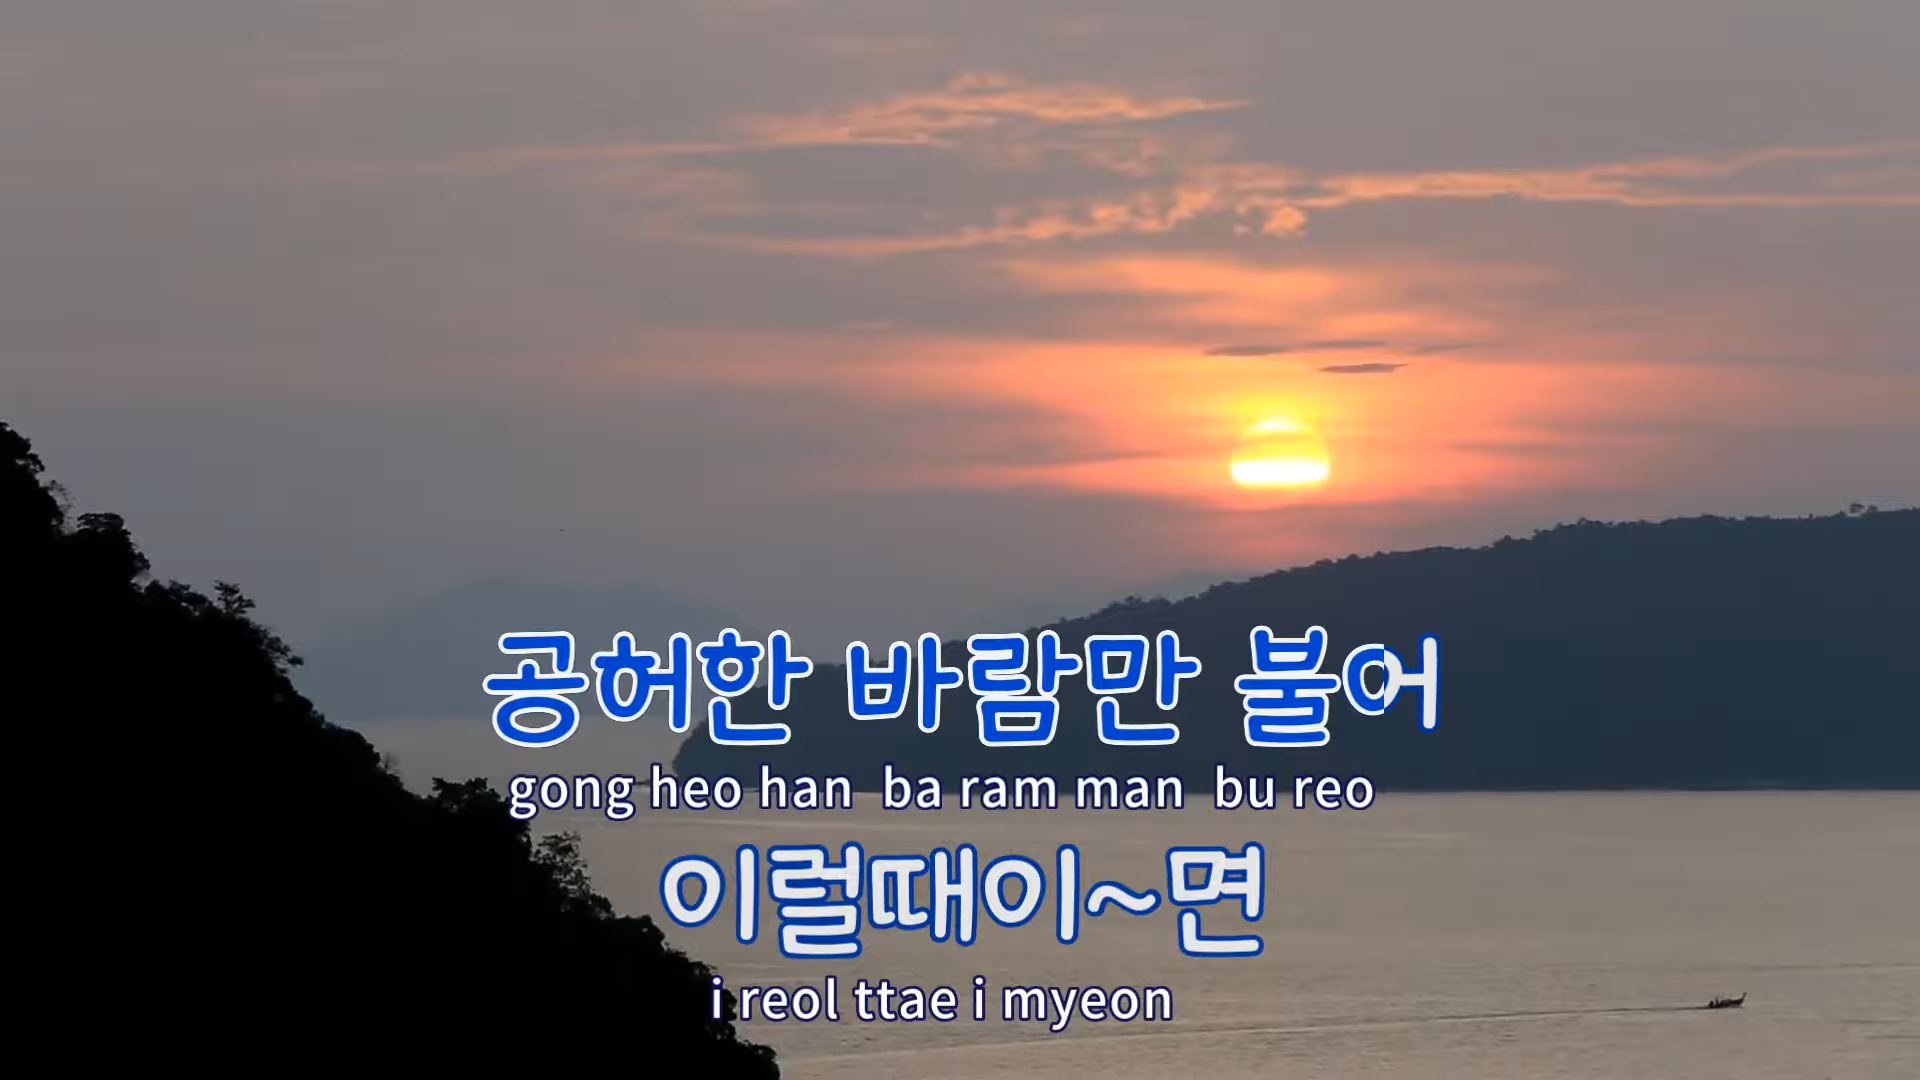 공허한 바람만 불어
gong heo han ba ram man bu reo
이럴때이~면
i reol ttae i myeon